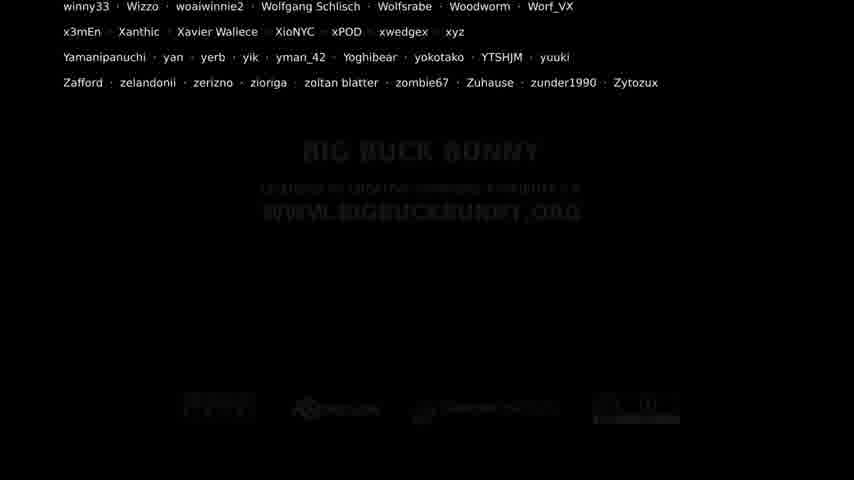 winny33 · Wizzo · woaiwinnie2 · Wolfgang Schlisch · Wolfsrabe · Woodworm · Worf_VX
x3mEn · Xanthic · Xavier Wallece · XioNYC · xPOD · xwedgex · xyz
Yamanipanuchi · yan · yerb · yik · yman_42 · Yoghibear · yokotako · YTSHJM · yuuki
Zafford · zelandonii · zerizno · zioriga · zoltan blatter · zombie67 · Zuhause · zunder1990 · Zytozux
BIG BUCK BUNNY
WWW.BIGBUCKBUNNY.ORG